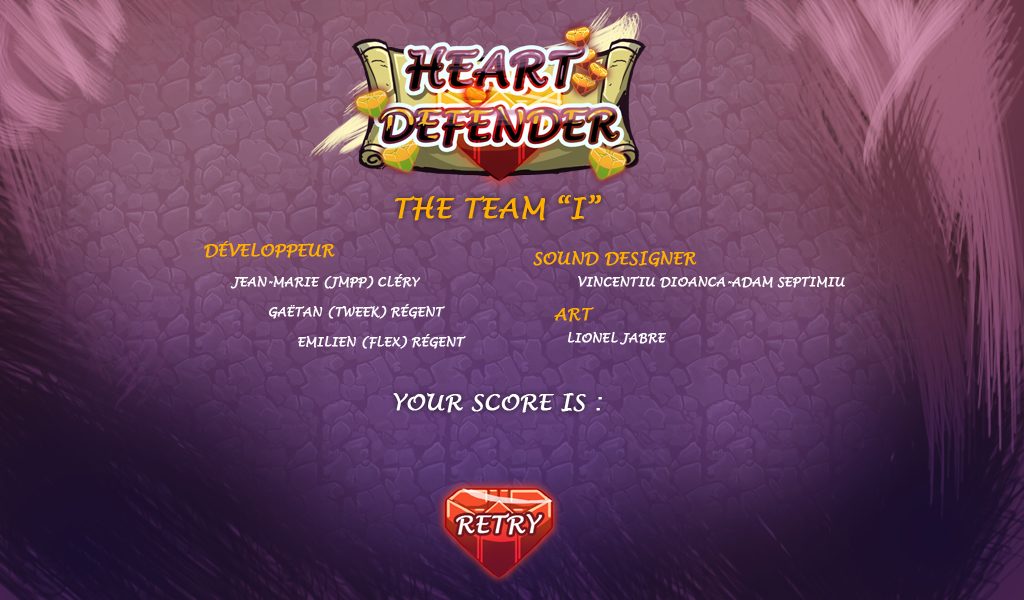 HEART
DEFENDER
THE TEAM “I”
DÉVELOPPEUR
JEAN-MARIE (JMPP) CLÉRY
GAËTAN (TWEEK) RÉGENT
EMILIEN (FLEX) RÉGENT
SOUND DESIGNER
VINCENTIU DIOANCA-ADAM SEPTIMIU
ART
LIONEL JABRE
YOUR SCORE IS :
RETRY